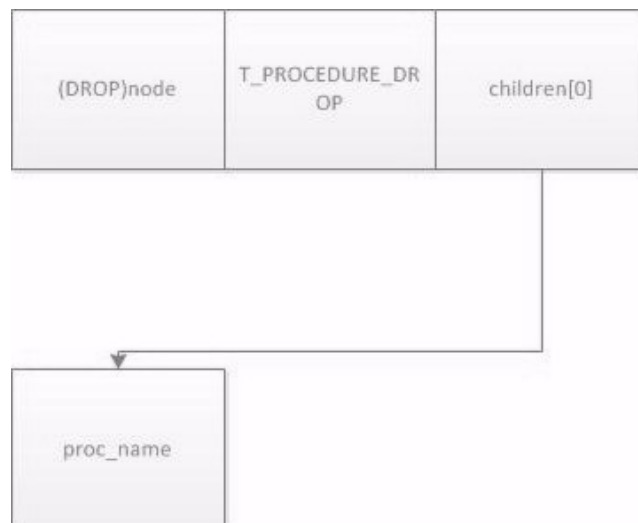 (DROP)node
T_PROCEDURE_DR
OP
children[0]
proc_name